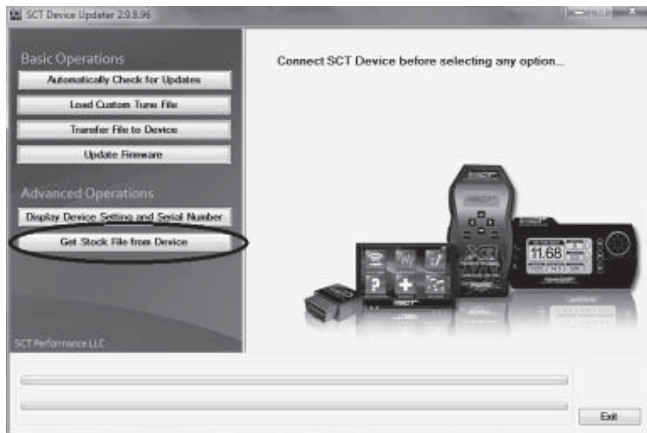 SCT Device Updater 2.9.8.96
Basic Operations
Connect SCT Device before selecting any option...
Automatically Check for Updates
Load Custom Tune File
Transfer File to Device
Update Firmware
Advanced Operations
Display Device Setting and Serial Number
Get Stock File from Device
11.68
SCT Performance LLC
Exit